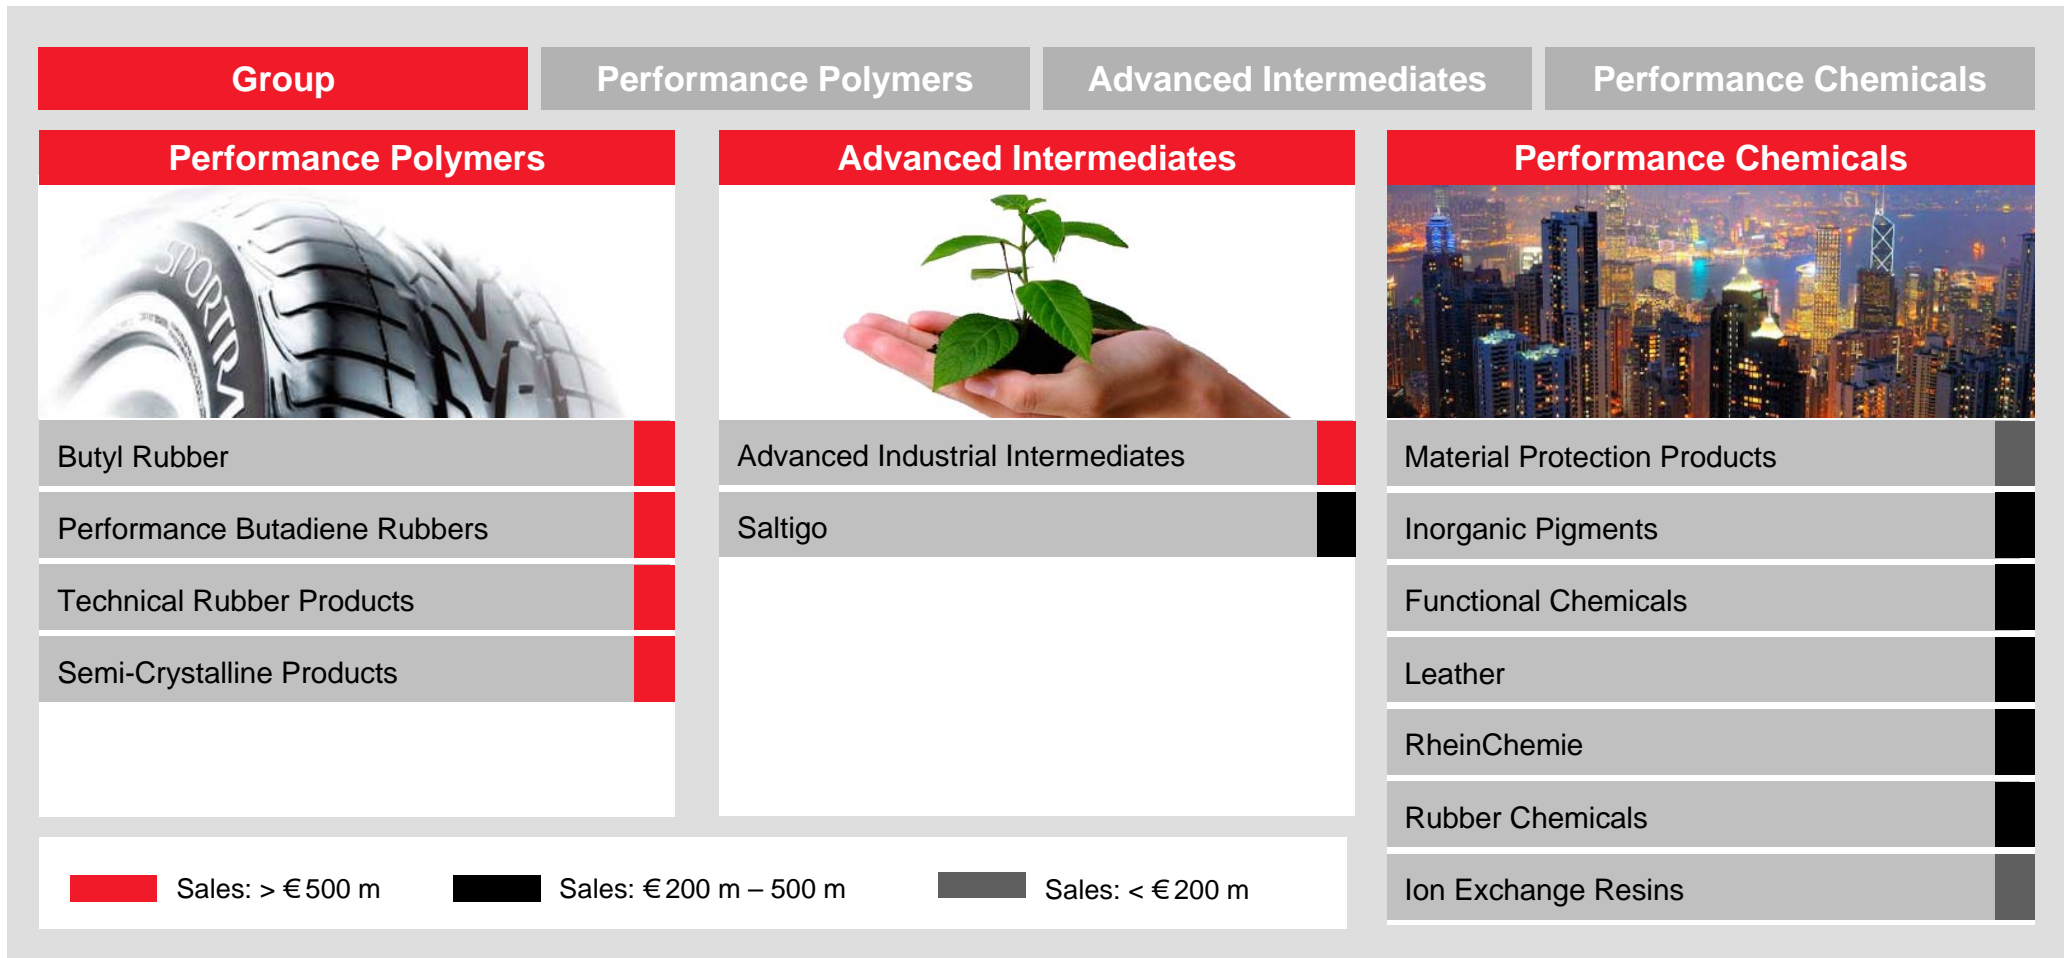 Group
Performance Polymers
Advanced Intermediates
Performance Chemicals
Performance Polymers
Butyl Rubber
Performance Butadiene Rubbers
Technical Rubber Products
Semi-Crystalline Products
Advanced Intermediates
Advanced Industrial Intermediates
Saltigo
Performance Chemicals
Material Protection Products
Inorganic Pigments
Functional Chemicals
Leather
RheinChemie
Rubber Chemicals
Ion Exchange Resins
Sales: > €500 m
Sales: €200 m – 500 m
Sales: < €200 m